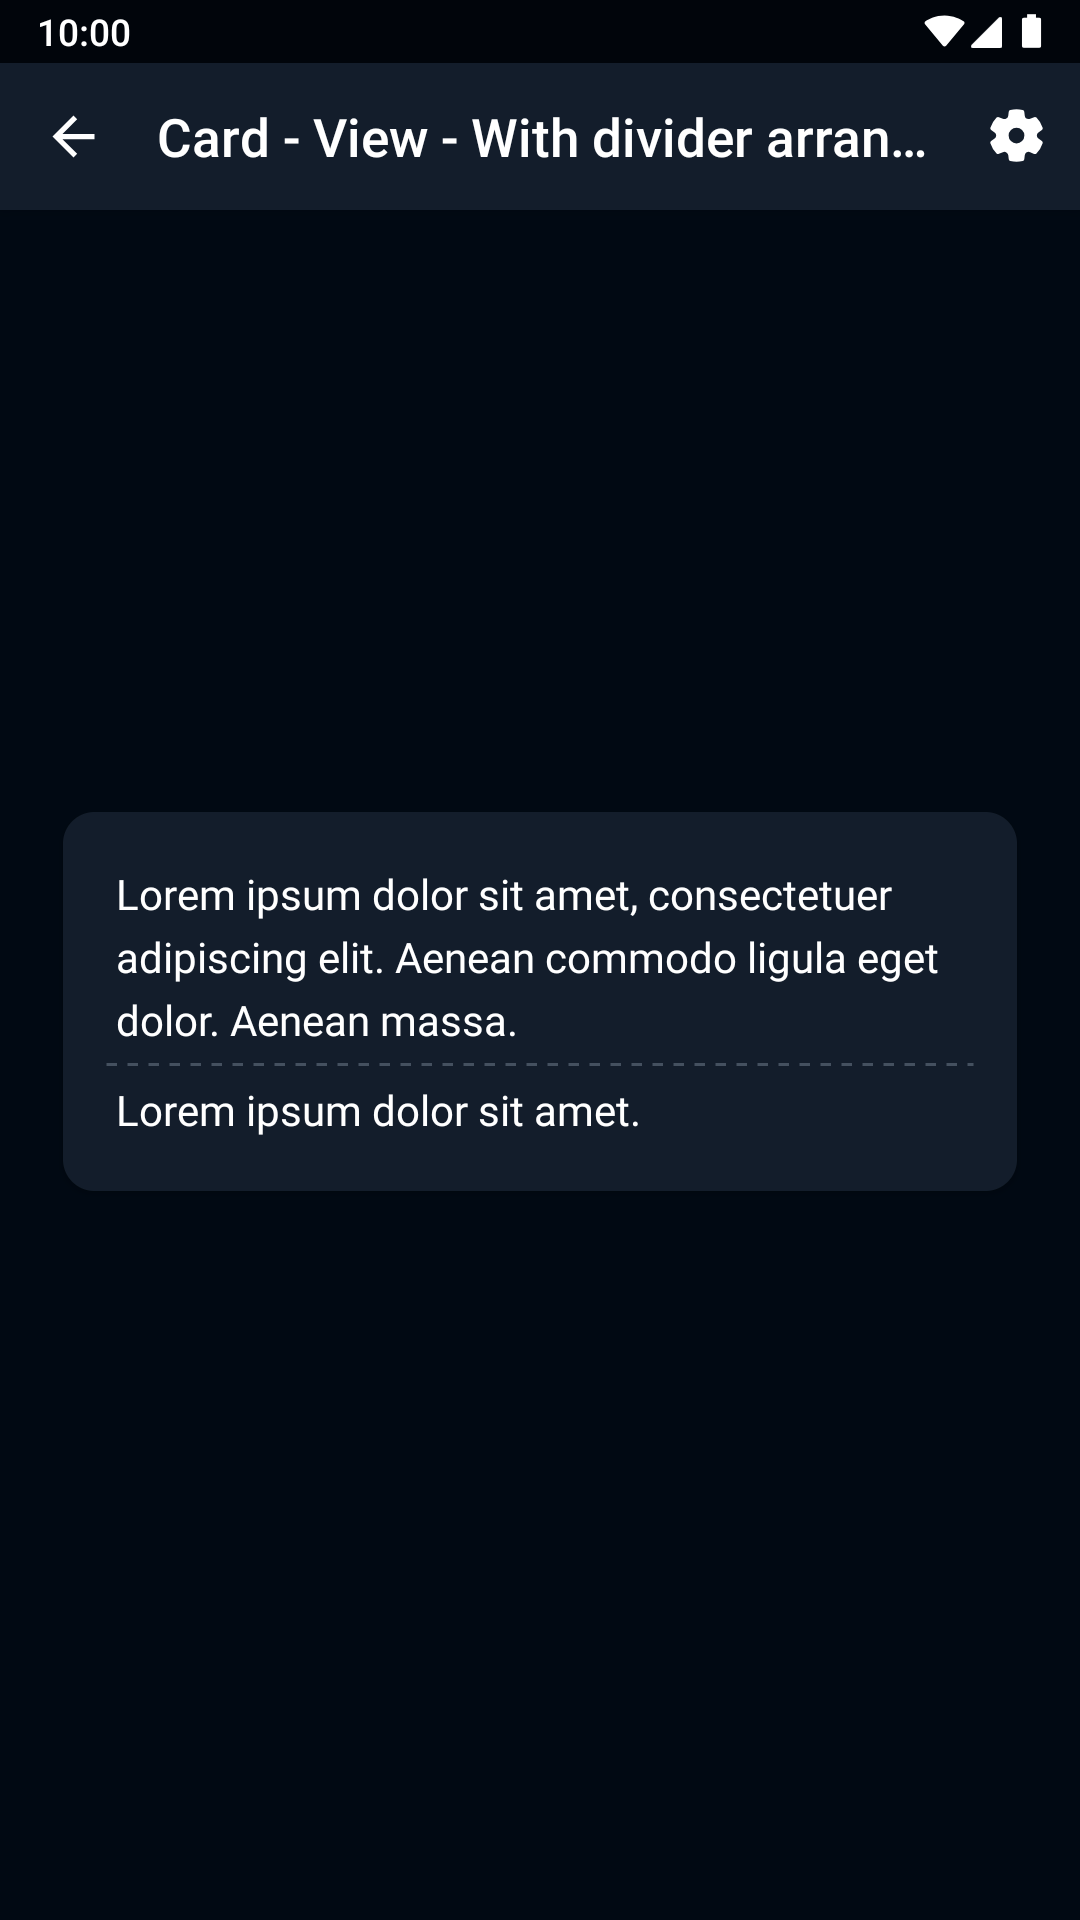 10:00
Card - View - With divider arran...
Lorem ipsum dolor sit amet, consectetuer
adipiscing elit. Aenean commodo ligula eget
dolor. Aenean massa.
Lorem ipsum dolor sit amet.